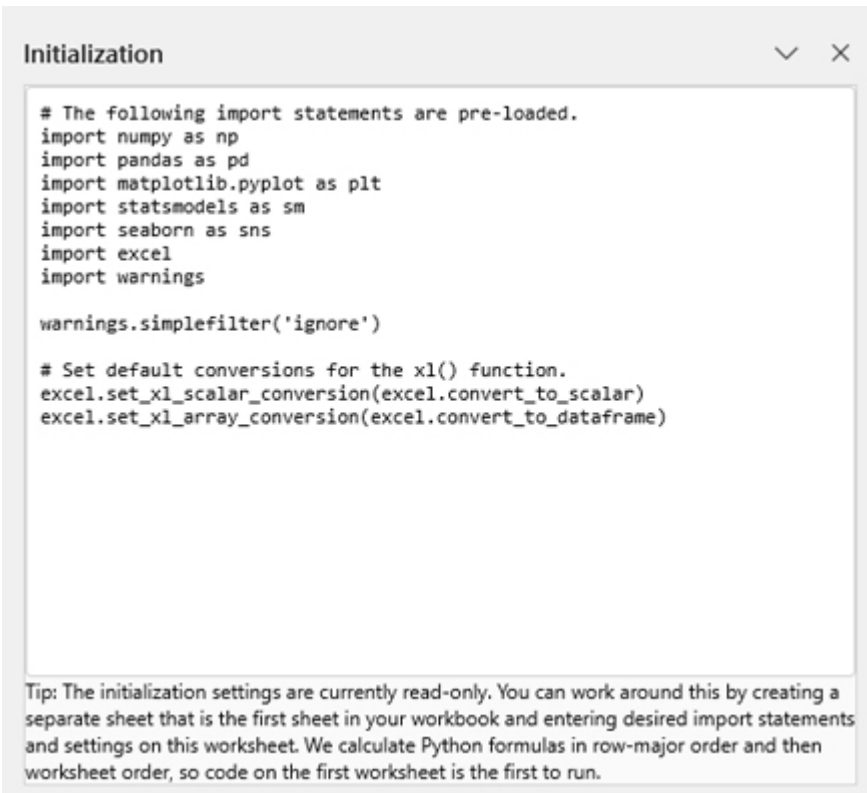 Initialization
# The following import statements are pre-loaded.
import numpy as np
import pandas as pd
import matplotlib.pyplot as plt
import statsmodels as sm
import seaborn as sns
import excel
import warnings
warnings.simplefilter('ignore')
# Set default conversions for the xl() function.
excel.set_xl_scalar_conversion(excel.convert_to_scalar)
excel.set_xl_array_conversion(excel.convert_to_dataframe)
Tip: The initialization settings are currently read-only. You can work around this by creating a
separate sheet that is the first sheet in your workbook and entering desired import statements
and settings on this worksheet. We calculate Python formulas in row-major order and then
worksheet order, so code on the first worksheet is the first to run.